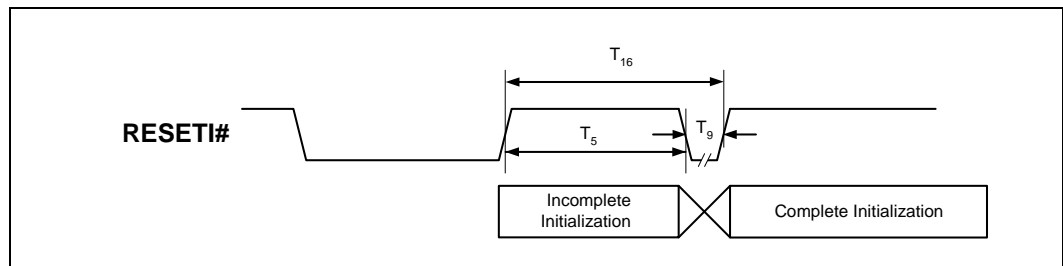 T16
RESETI#
T5
T9
Incomplete
Initialization
Complete Initialization